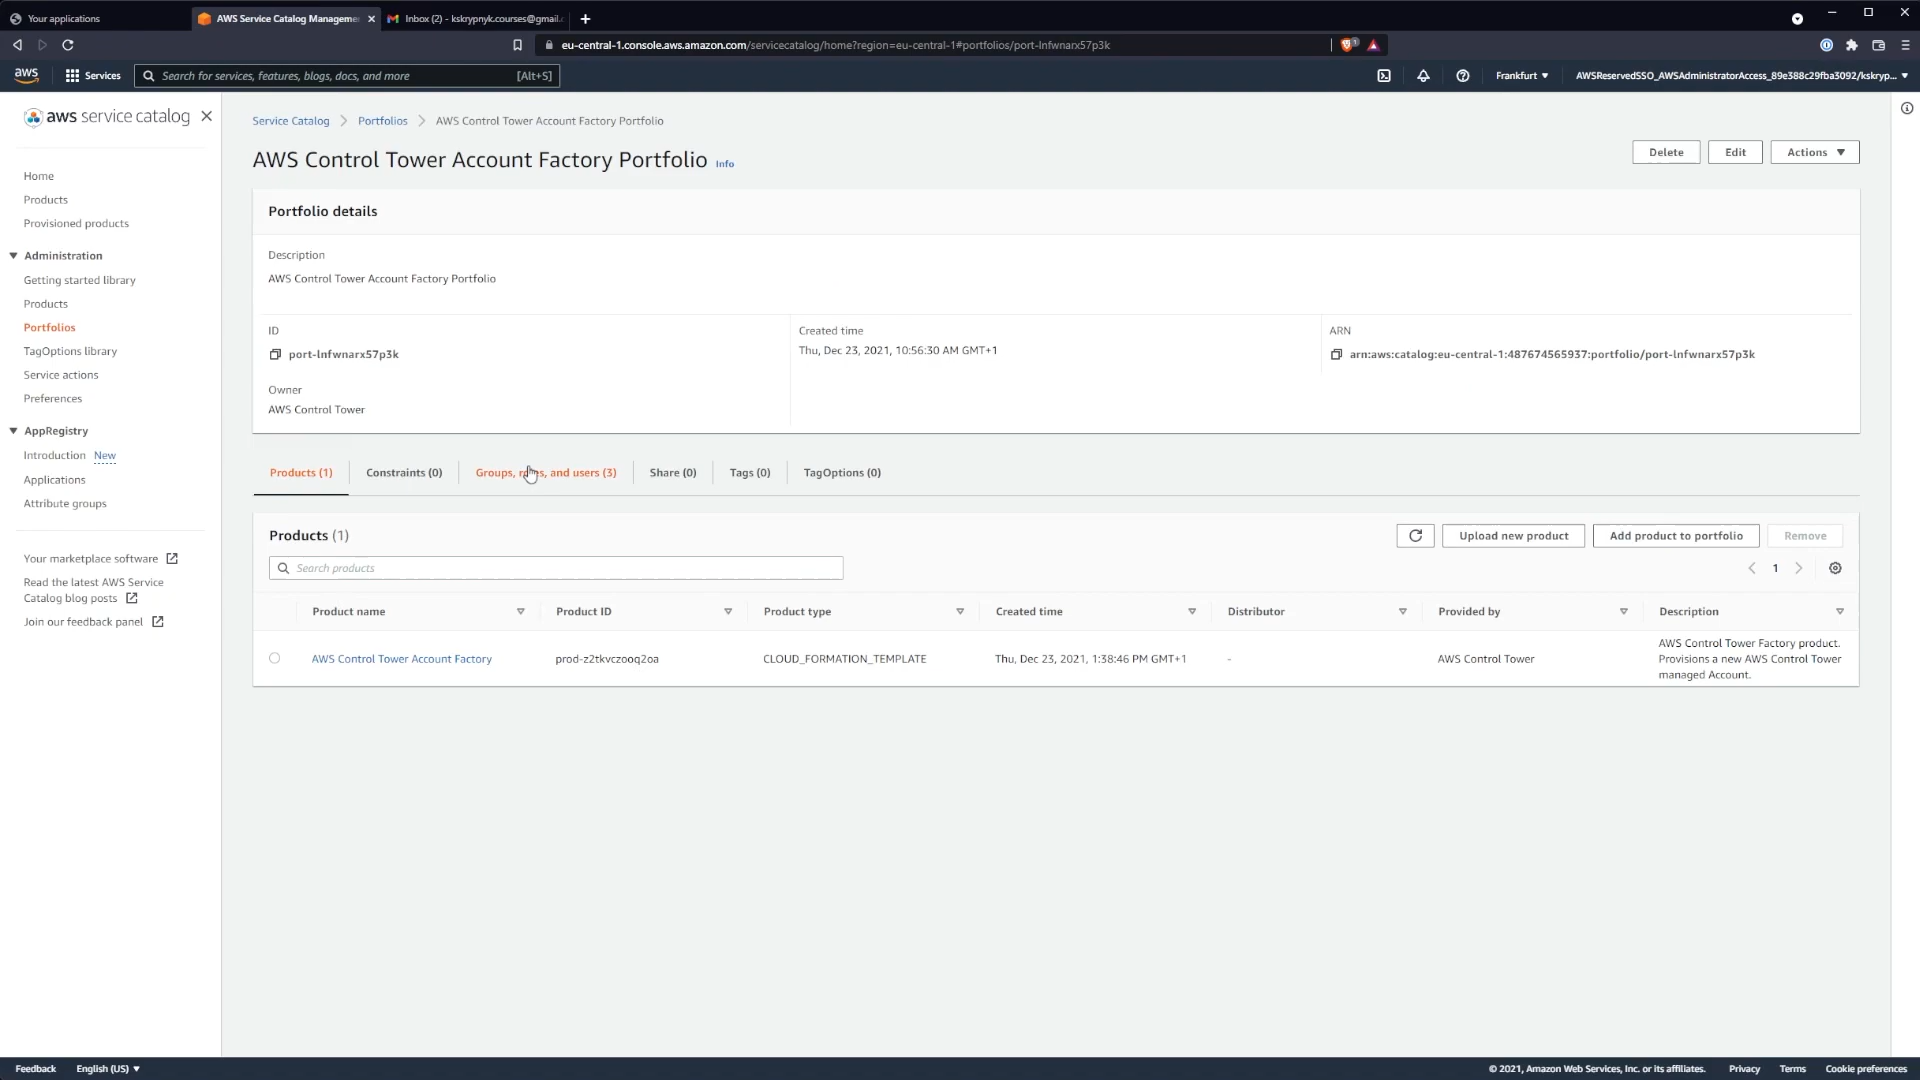 Your applications
AWS Service Catalog Manageme
Inbox (2) - kskrypnyk.courses@gmail.
eu-central-1.console.aws.amazon.com/servicecatalog/home?region=eu-central-1#portfolios/port-lnfwnarx57p3k
aws
Services
Search for services, features, blogs, docs, and more
[Alt+S]
Frankfurt
AWSReservedSSO_AWSAdministratorAccess_89e388c29fba3092/kskryp...
aws service catalog
Home
Products
Provisioned products
Administration
Getting started library
Products
Portfolios
TagOptions library
Service actions
Preferences
AppRegistry
Introduction New
Applications
Attribute groups
Your marketplace software
Read the latest AWS Service
Catalog blog posts
Join our feedback panel
Service Catalog > Portfolios > AWS Control Tower Account Factory Portfolio
AWS Control Tower Account Factory Portfolio Info
Delete
Edit
Actions
Portfolio details
Description
AWS Control Tower Account Factory Portfolio
ID
port-lnfwnarx57p3k
Owner
AWS Control Tower
Created time
Thu, Dec 23, 2021, 10:56:30 AM GMT+1
ARN
arn:aws:catalog:eu-central-1:487674565937:portfolio/port-lnfwnarx57p3k
Products (1)
Constraints (0)
Groups, roles, and users (3)
Share (0)
Tags (0)
TagOptions (0)
Products (1)
Upload new product
Add product to portfolio
Remove
Search products
1
Product name
Product ID
Product type
Created time
Distributor
Provided by
Description
AWS Control Tower Account Factory
prod-z2tkvczooq2oa
CLOUD_FORMATION_TEMPLATE
Thu, Dec 23, 2021, 1:38:46 PM GMT+1
-
AWS Control Tower
AWS Control Tower Factory product.
Provisions a new AWS Control Tower
managed Account.
Feedback
English (US)
© 2021, Amazon Web Services, Inc. or its affiliates.
Privacy
Terms
Cookie preferences